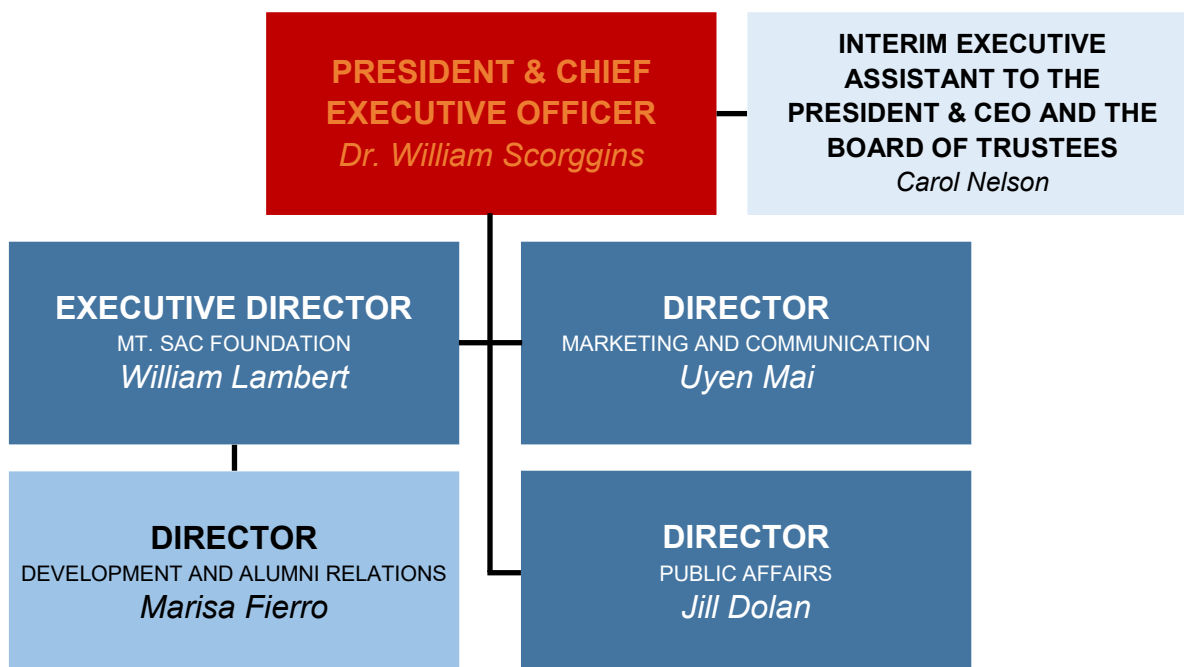 PRESIDENT & CHIEF
EXECUTIVE OFFICER
Dr. William Scorggins
INTERIM EXECUTIVE
ASSISTANT TO THE
PRESIDENT & CEO AND THE
BOARD OF TRUSTEES
Carol Nelson
EXECUTIVE DIRECTOR
MT. SAC FOUNDATION
William Lambert
DIRECTOR
MARKETING AND COMMUNICATION
Uyen Mai
DIRECTOR
DEVELOPMENT AND ALUMNI RELATIONS
Marisa Fierro
DIRECTOR
PUBLIC AFFAIRS
Jill Dolan